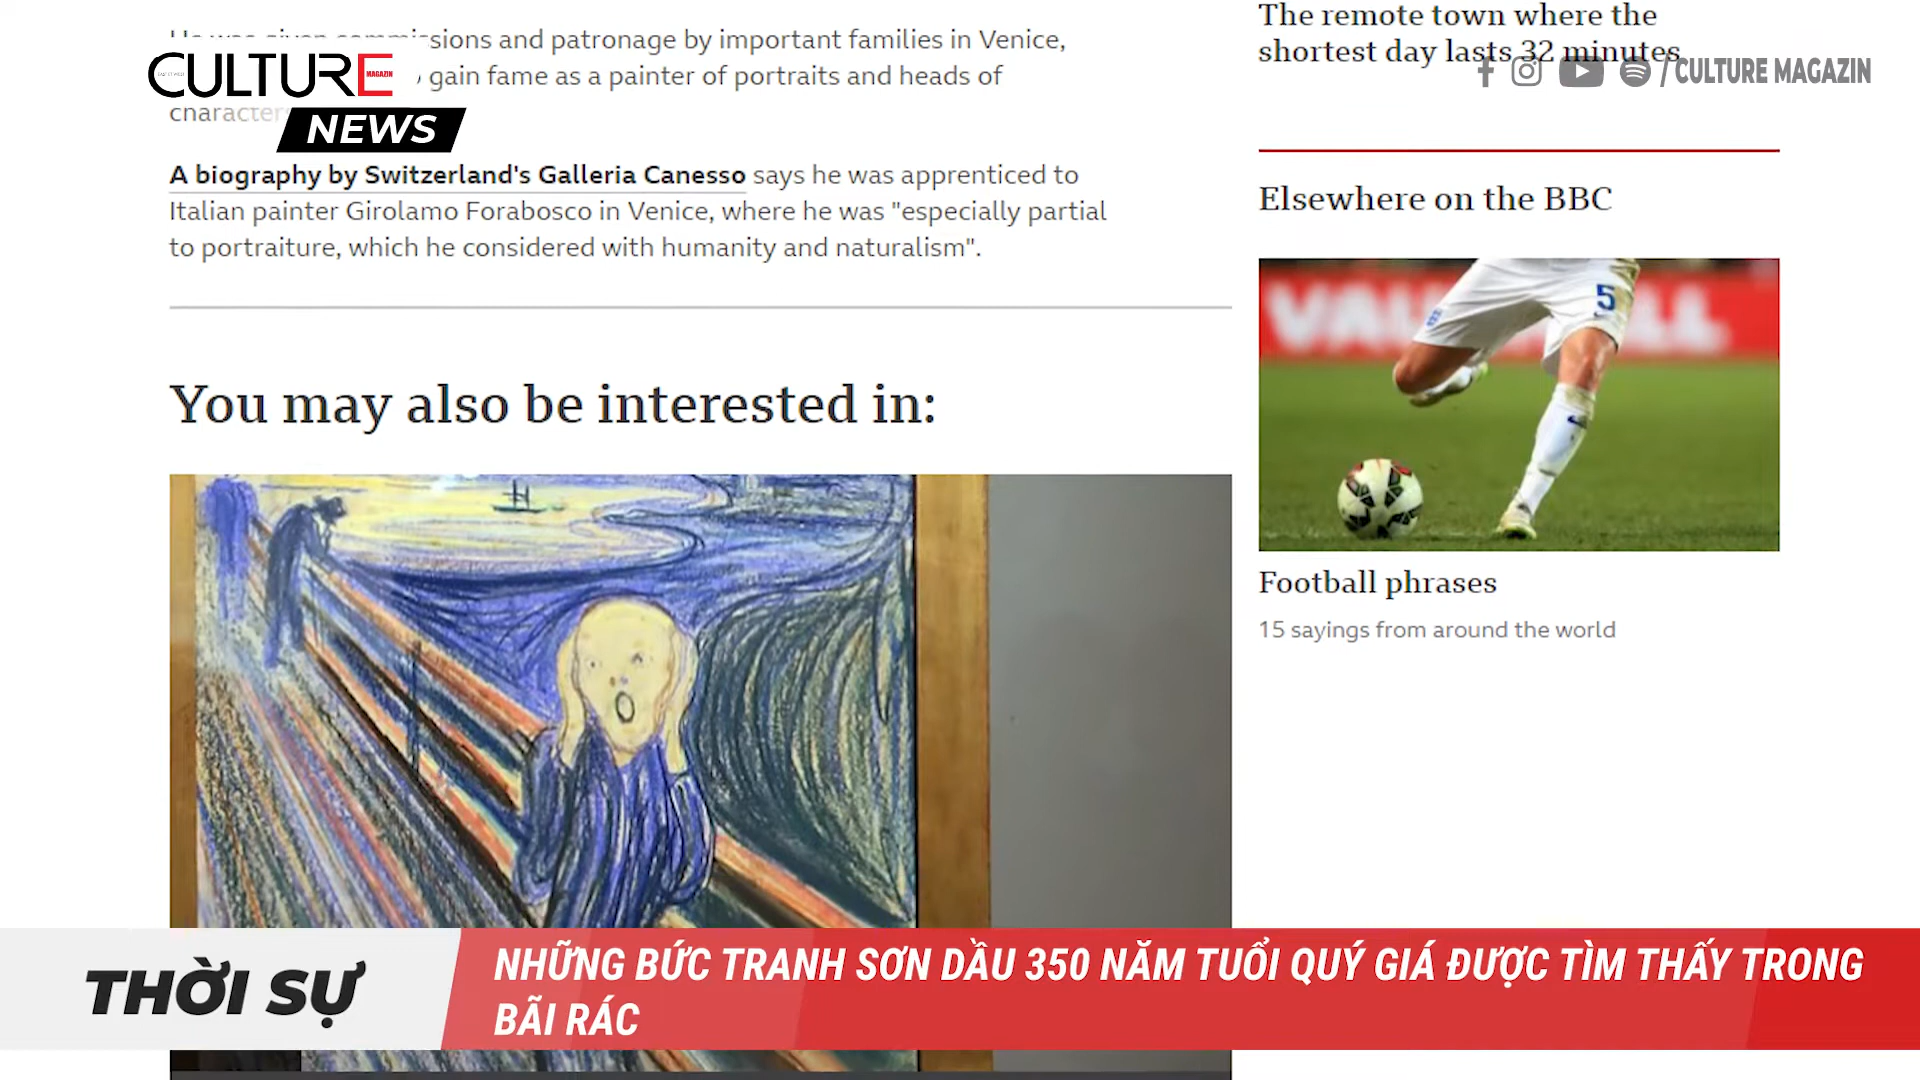 commissions and patronage by important families in Venice,
gain fame as a painter of portraits and heads of
character
CULTURE
MAGAZIN
NEWS
A biography by Switzerland's Galleria Canesso says he was apprenticed to
Italian painter Girolamo Forabosco in Venice, where he was "especially partial
to portraiture, which he considered with humanity and naturalism".
You may also be interested in:
The remote town where the
shortest day lasts 32 minutes
/CULTURE MAGAZIN
Elsewhere on the BBC
5
Football phrases
15 sayings from around the world
THỜI SỰ
NHỮNG BỨC TRANH SƠN DẦU 350 NĂM TUỔI QUÝ GIÁ ĐƯỢC TÌM THẤY TRONG
BÃI RÁC